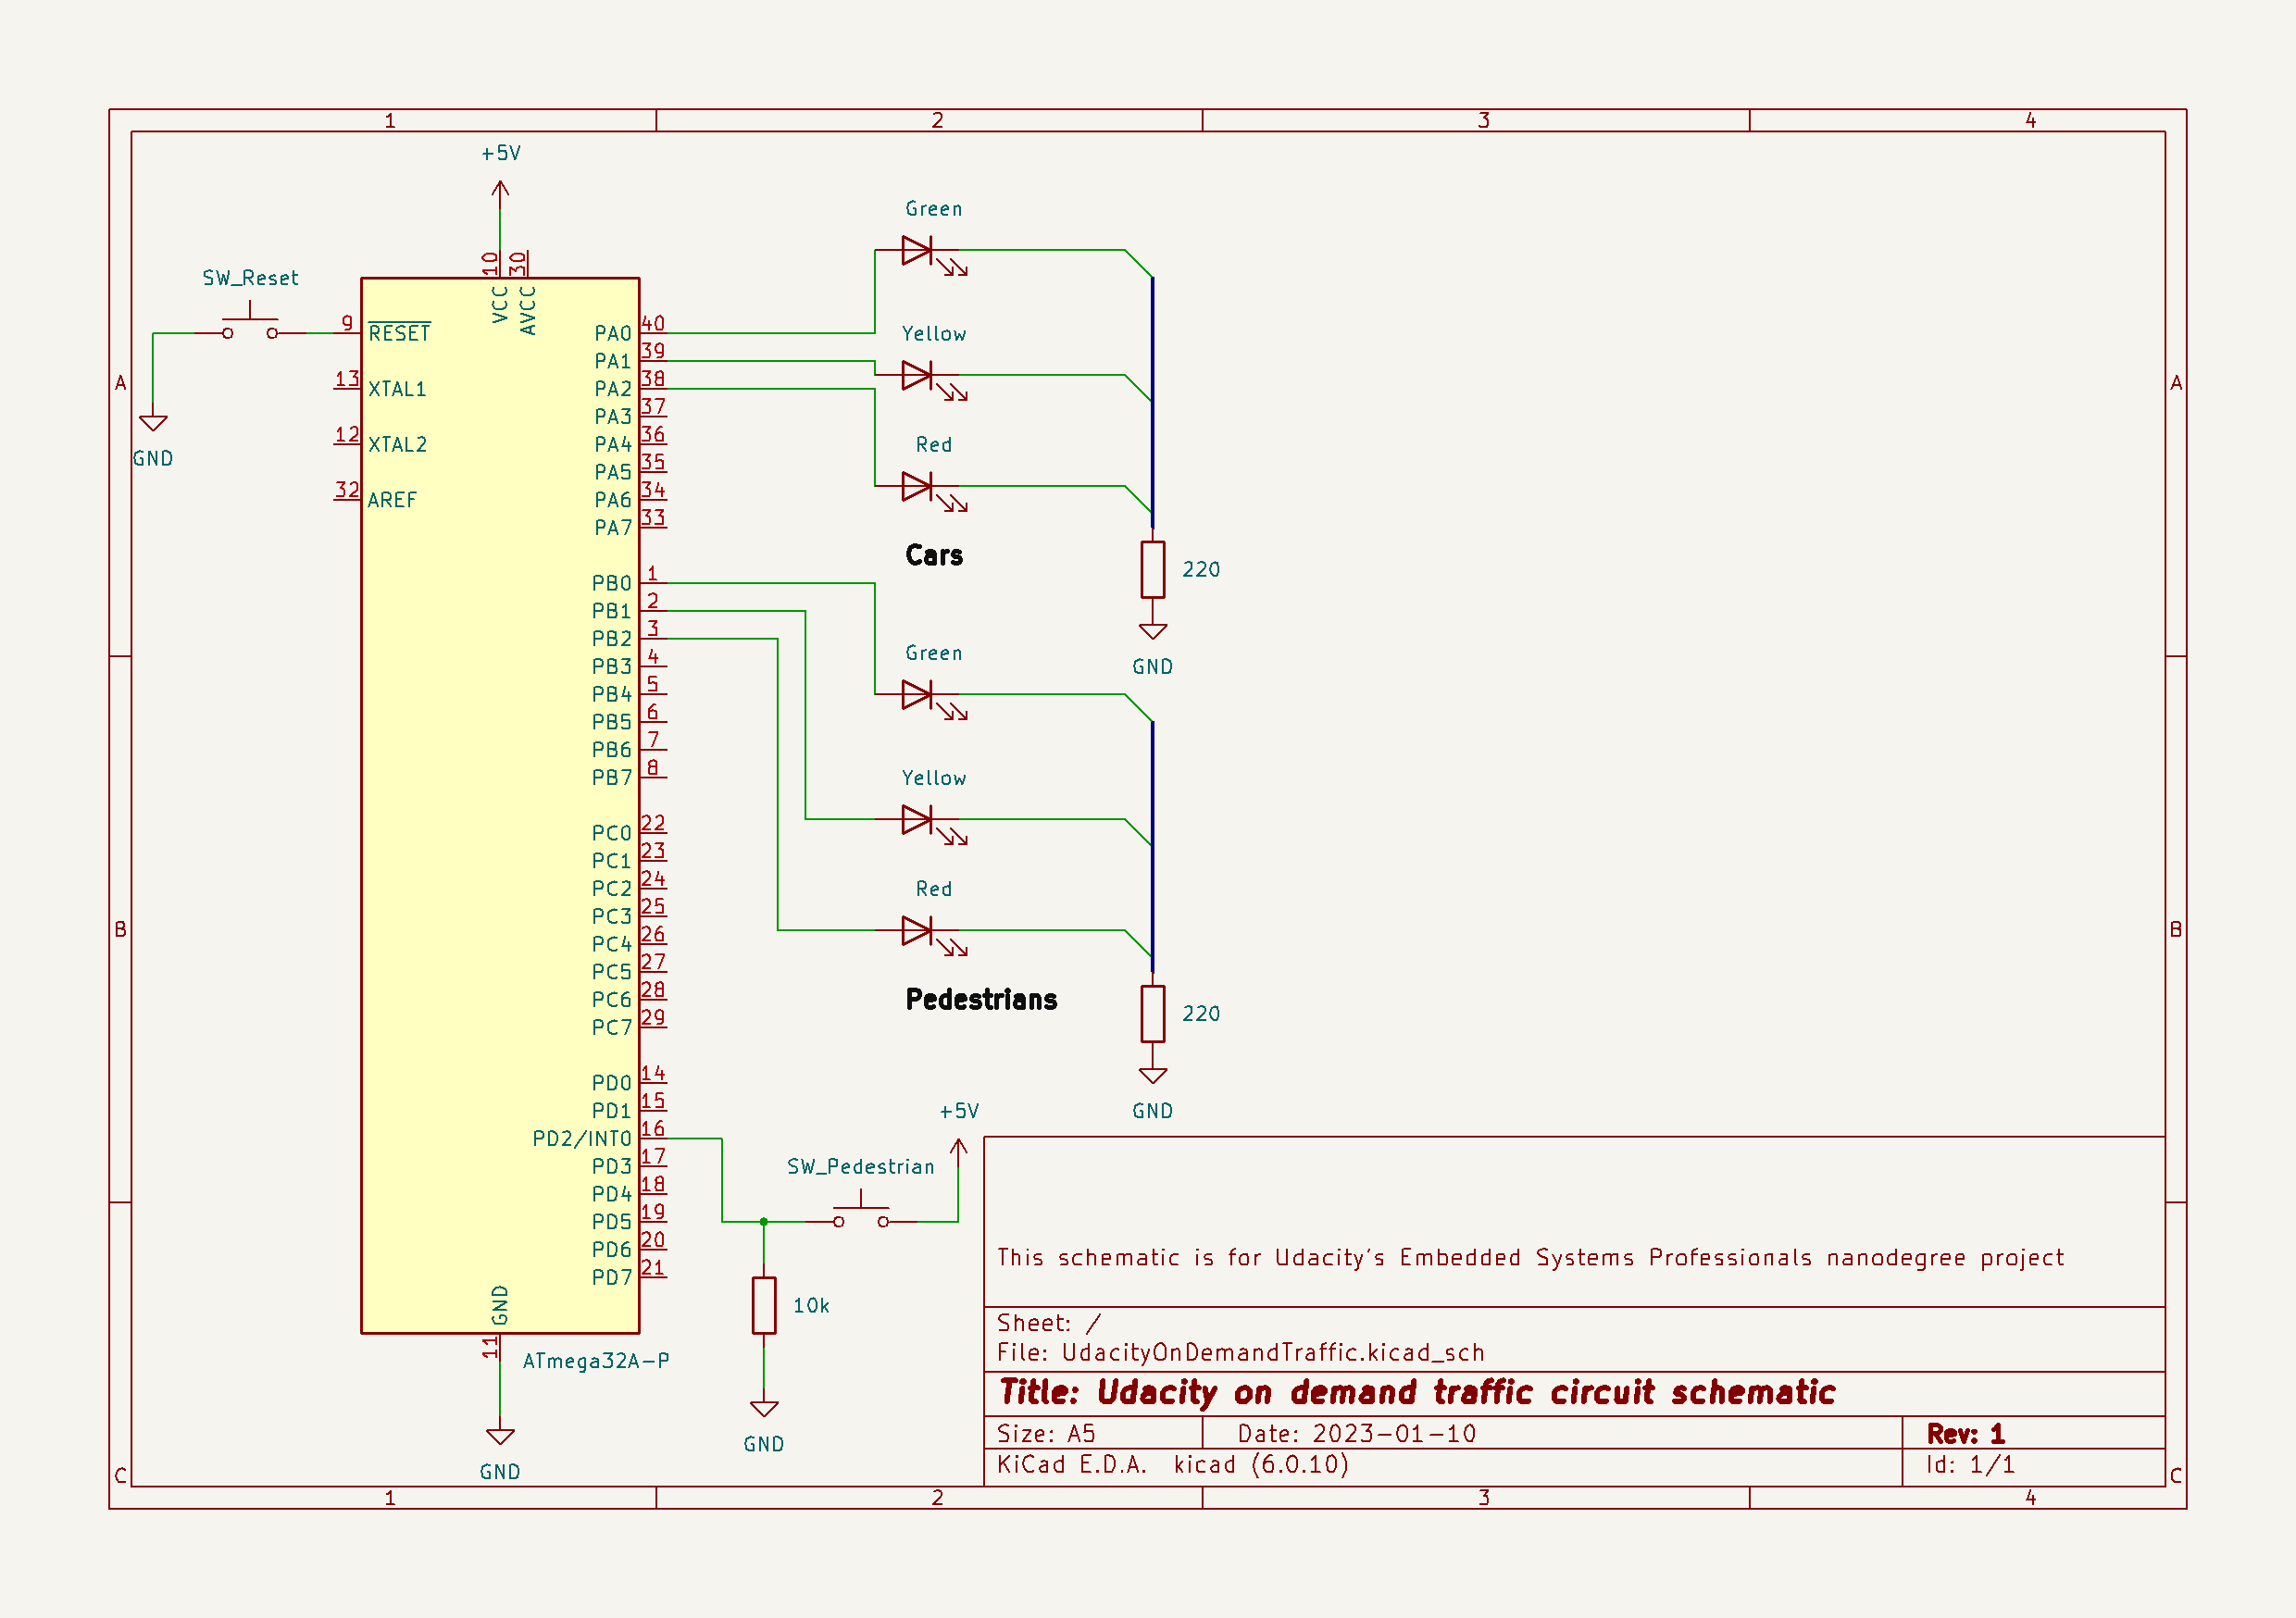 1 2 3 4
+5V
Green
SW_Reset
10 30
VCC AVCC
9 RESET
13 XTAL1
12 XTAL2
32 AREF
GND
PA0 40
PA1 39
PA2 38
PA3 37
PA4 36
PA5 35
PA6 34
PA7 33
Yellow
Red
Cars
220
GND
A A
PB0 1
PB1 2
PB2 3
PB3 4
PB4 5
PB5 6
PB6 7
PB7 8
Green
Yellow
Red
Pedestrians
220
GND
B B
PC0 22
PC1 23
PC2 24
PC3 25
PC4 26
PC5 27
PC6 28
PC7 29
PD0 14
PD1 15
PD2/INT0 16
PD3 17
PD4 18
PD5 19
PD6 20
PD7 21
+5V
SW_Pedestrian
10k
GND
GND
11
ATmega32A-P
GND
This schematic is for Udacity's Embedded Systems Professionals nanodegree project
Sheet: /
File: UdacityOnDemandTraffic.kicad_sch
Title: Udacity on demand traffic circuit schematic
Size: A5 Date: 2023-01-10 Rev: 1
KiCad E.D.A. kicad (6.0.10) Id: 1/1
C C
1 2 3 4